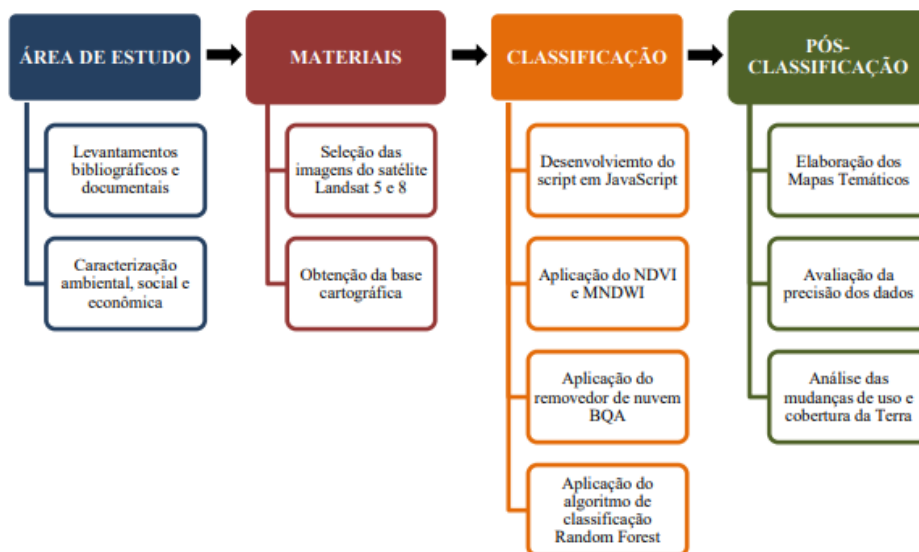 ÁREA DE ESTUDO
Levantamentos
bibliográficos e
documentais
Caracterização
ambiental, social e
econômica
MATERIAIS
Seleção das
imagens do satélite
Landsat 5 e 8
Obtenção da base
cartográfica
CLASSIFICAÇÃO
Desenvolviemto do
script em JavaScript
Aplicação do NDVI
e MNDWI
Aplicação do
removedor de nuvem
BQA
Aplicação do
algoritmo de
classificação
Random Forest
PÓS-
CLASSIFICAÇÃO
Elaboração dos
Mapas Temáticos
Avaliação da
precisão dos dados
Análise das
mudanças de uso e
cobertura da Terra